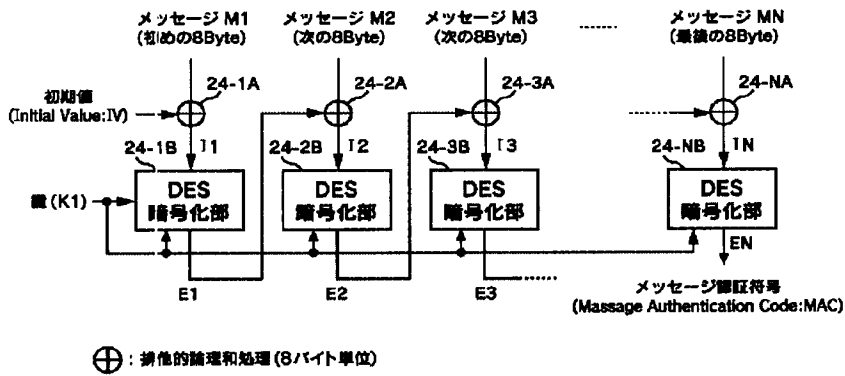 メッセージ M1
(初めの8Byte)
メッセージ M2
(次の8Byte)
メッセージ M3
(次の8Byte)
メッセージ MN
(最後の8Byte)
初期値
(Initial Value:IV)
24-1A
24-2A
24-3A
24-NA
I1
I2
I3
IN
24-1B
24-2B
24-3B
24-NB
鍵(K1)
DES
暗号化部
DES
暗号化部
DES
暗号化部
DES
暗号化部
E1
E2
E3
EN
メッセージ認証符号
(Massage Authentication Code:MAC)
⊕ : 排他的論理和処理(8バイト単位)